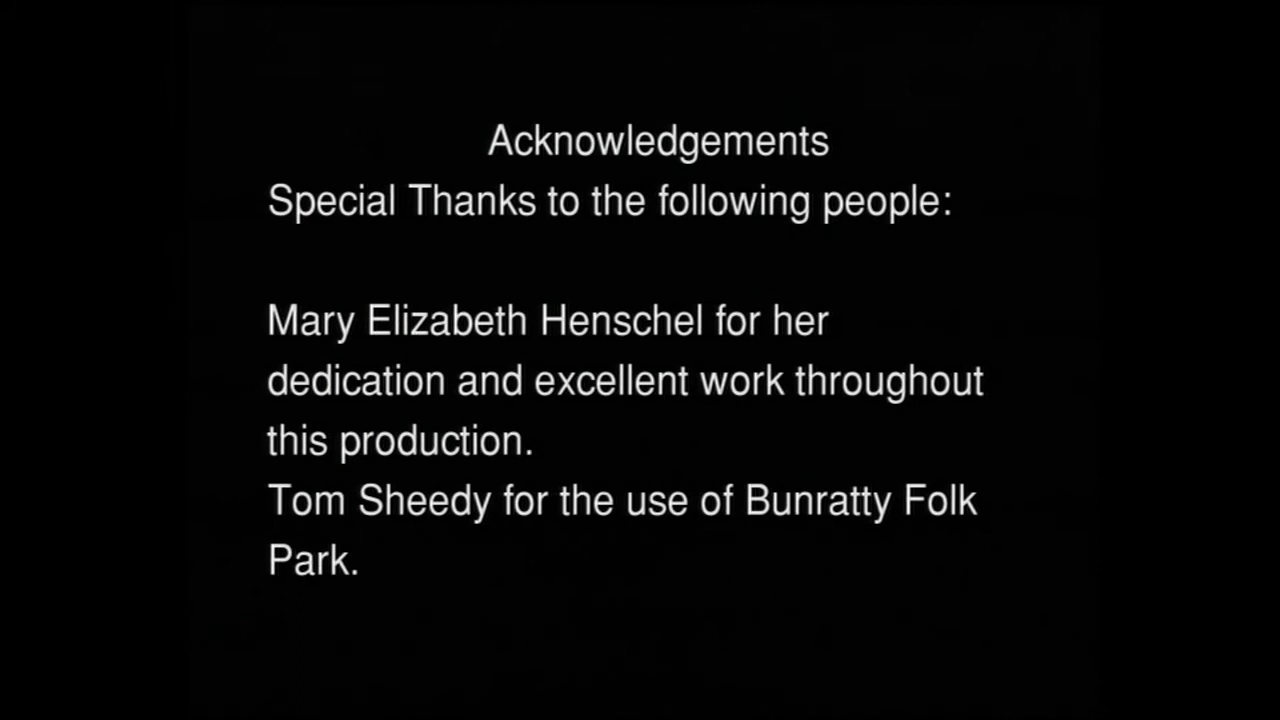 Acknowledgements
Special Thanks to the following people:
Mary Elizabeth Henschel for her
dedication and excellent work throughout
this production.
Tom Sheedy for the use of Bunratty Folk
Park.